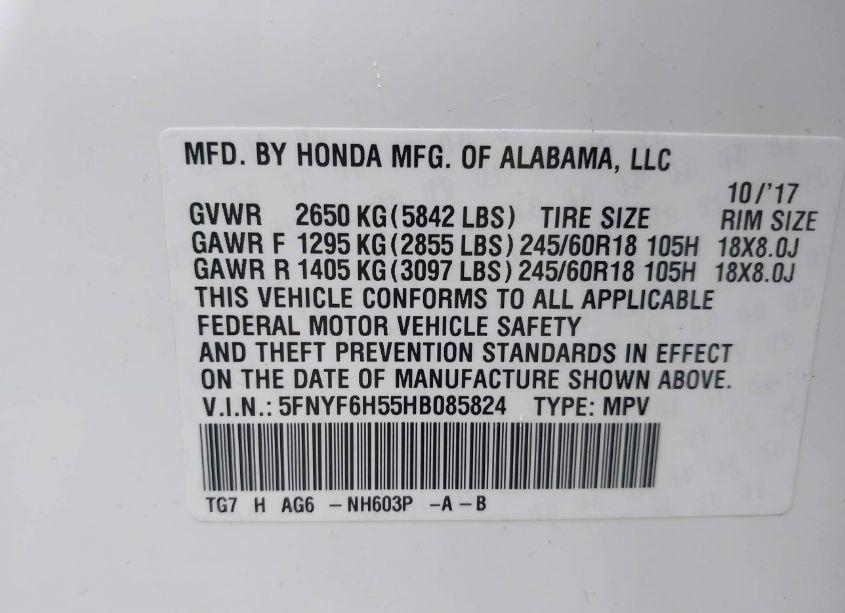 MFD. BY HONDA MFG. OF ALABAMA, LLC
10/'17
GVWR 2650 KG (5842 LBS) TIRE SIZE RIM SIZE
GAWR F 1295 KG (2855 LBS) 245/60R18 105H 18X8.0J
GAWR R 1405 KG (3097 LBS) 245/60R18 105H 18X8.0J
THIS VEHICLE CONFORMS TO ALL APPLICABLE
FEDERAL MOTOR VEHICLE SAFETY
AND THEFT PREVENTION STANDARDS IN EFFECT
ON THE DATE OF MANUFACTURE SHOWN ABOVE.
V.I.N.: 5FNYF6H55HB085824 TYPE: MPV
TG7 H AG6 -NH603P -A-B